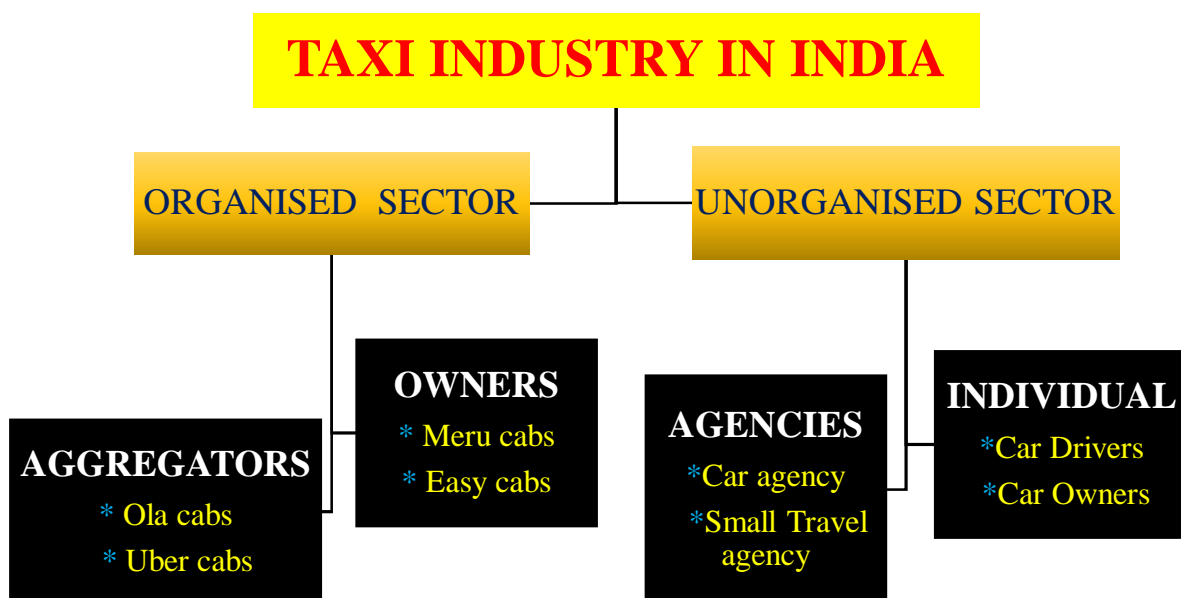 TAXI INDUSTRY IN INDIA
ORGANISED SECTOR
UNORGANISED SECTOR
AGGREGATORS
* Ola cabs
* Uber cabs
OWNERS
* Meru cabs
* Easy cabs
AGENCIES
*Car agency
*Small Travel
agency
INDIVIDUAL
*Car Drivers
*Car Owners